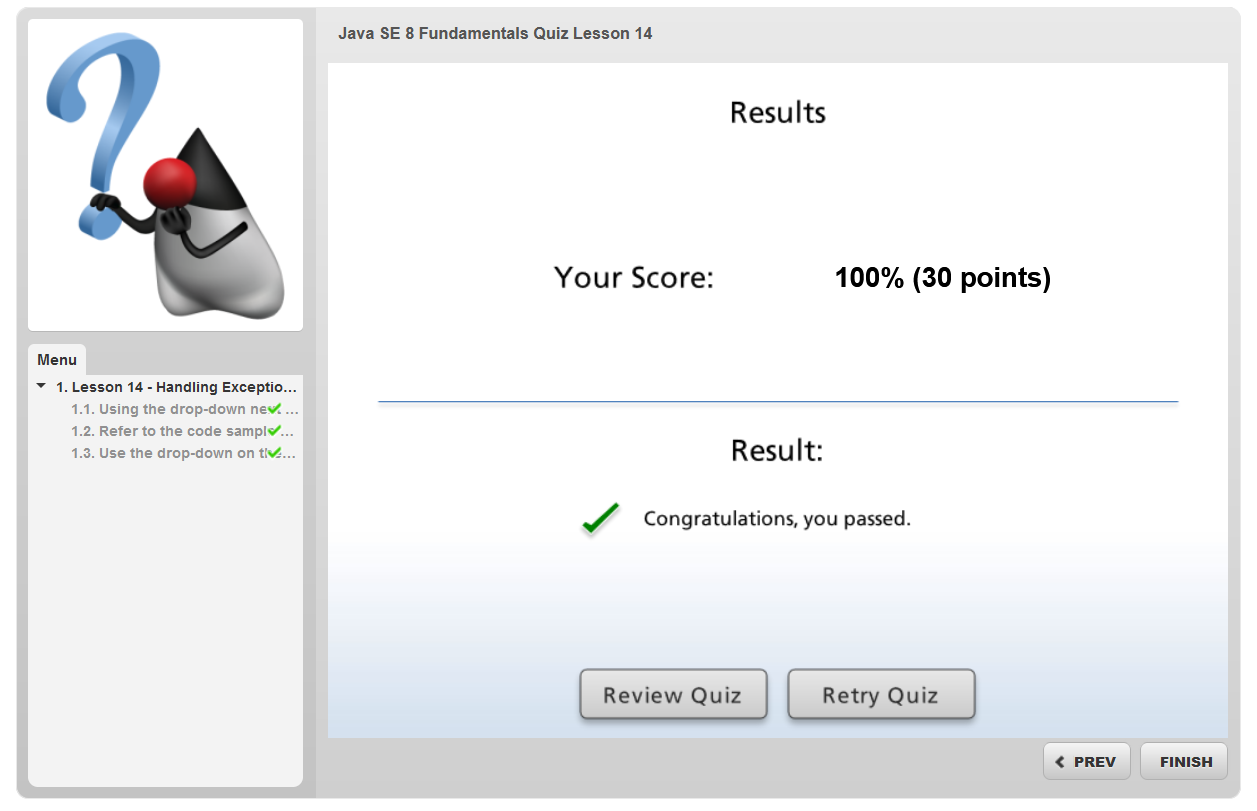 Java SE 8 Fundamentals Quiz Lesson 14
Results
Your Score: 100% (30 points)
Result:
Congratulations, you passed.
Review Quiz
Retry Quiz
Menu
1. Lesson 14 - Handling Exceptio...
1.1. Using the drop-down ne ...
1.2. Refer to the code sampl...
1.3. Use the drop-down on ...
PREV
FINISH